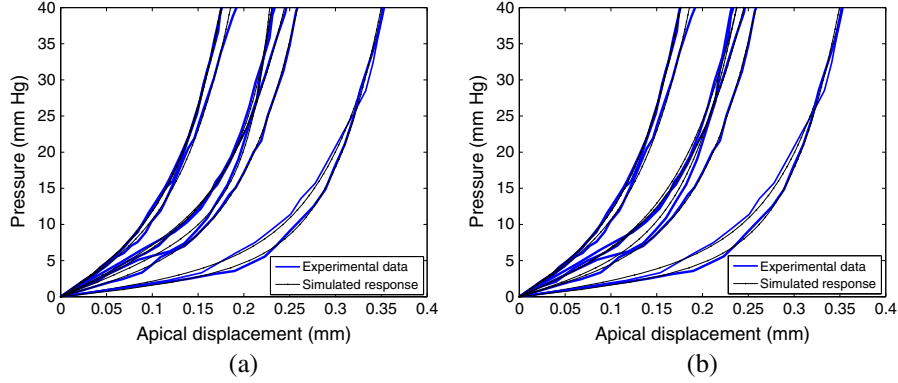 40
35
30
25
20
15
10
5
0
Pressure (mm Hg)
0 0.05 0.1 0.15 0.2 0.25 0.3 0.35 0.4
Apical displacement (mm)
Experimental data
Simulated response
(a)
40
35
30
25
20
15
10
5
0
Pressure (mm Hg)
0 0.05 0.1 0.15 0.2 0.25 0.3 0.35 0.4
Apical displacement (mm)
Experimental data
Simulated response
(b)